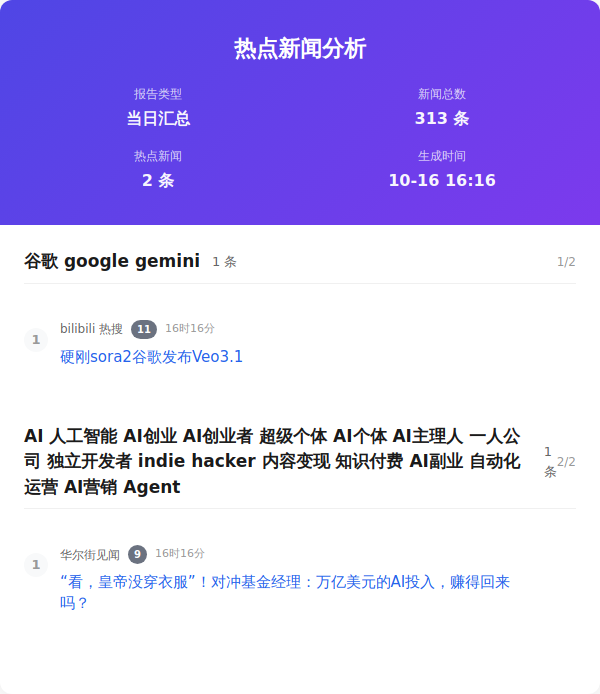 热点新闻分析
报告类型
新闻总数
当日汇总
313 条
热点新闻
生成时间
2 条
10-16 16:16
谷歌 google gemini 1 条 1/2
1
bilibili 热搜 11 16时16分
硬刚sora2谷歌发布Veo3.1
AI 人工智能 AI创业 AI创业者 超级个体 AI个体 AI主理人 一人公
司 独立开发者 indie hacker 内容变现 知识付费 AI副业 自动化
运营 AI营销 Agent
1
条
2/2
1
华尔街见闻 9 16时16分
“看，皇帝没穿衣服”！对冲基金经理：万亿美元的AI投入，赚得回来
吗？